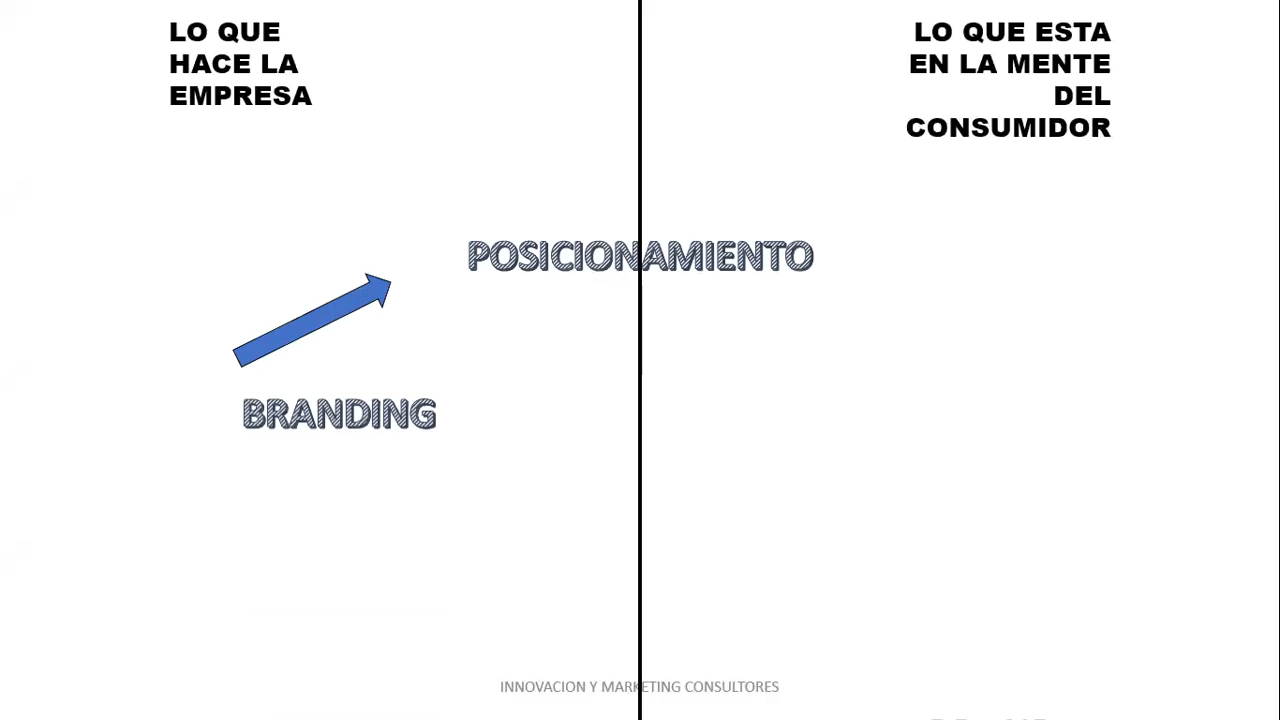 LO QUE
HACE LA
EMPRESA
LO QUE ESTA
EN LA MENTE
DEL
CONSUMIDOR
POSICIONAMIENTO
BRANDING
INNOVACION Y MARKETING CONSULTORES